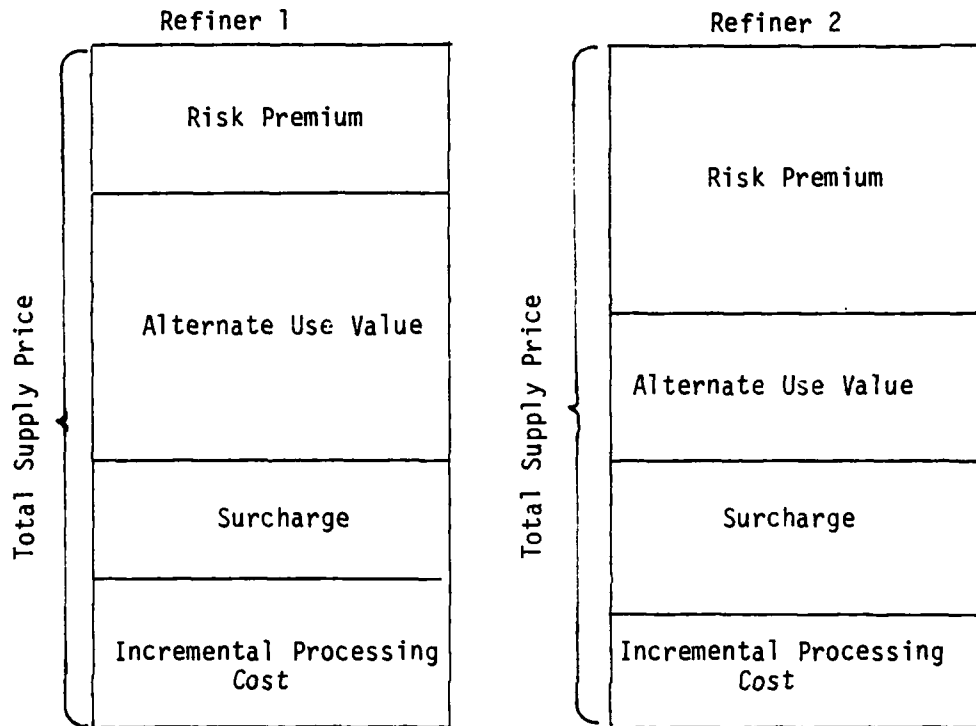 Refiner 1
Total Supply Price
Risk Premium
Alternate Use Value
Surcharge
Incremental Processing
Cost
Refiner 2
Total Supply Price
Risk Premium
Alternate Use Value
Surcharge
Incremental Processing
Cost